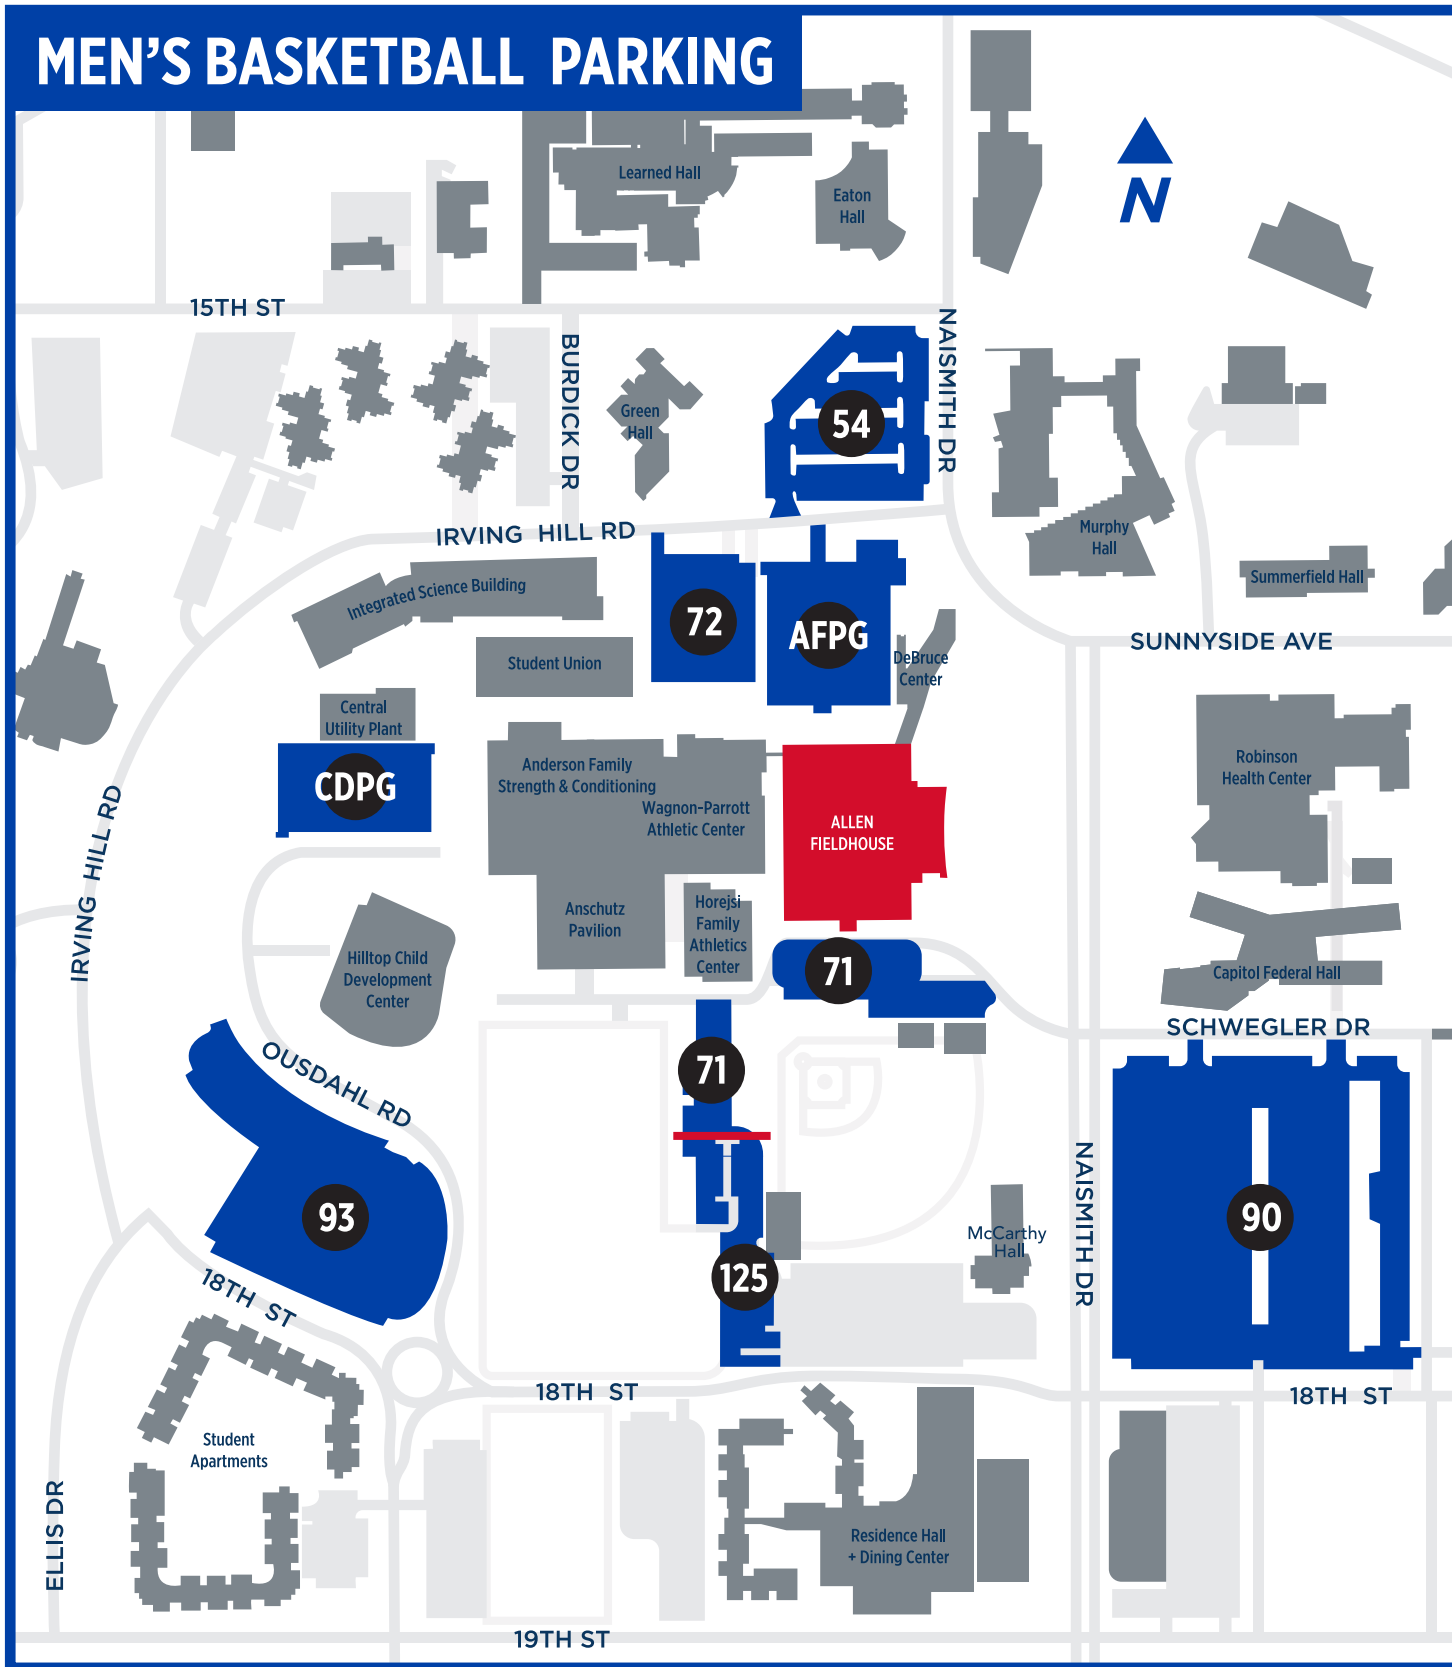 MEN'S BASKETBALL PARKING
N
Learned Hall
Eaton
Hall
15TH ST
NAISMITH DR
BURDICK DR
Green
Hall
54
IRVING HILL RD
Murphy
Hall
Integrated Science Building
Summerfield Hall
72
AFPG
SUNNYSIDE AVE
Student Union
DeBruce
Center
Central
Utility Plant
CDPG
Anderson Family
Strength & Conditioning
Wagnon-Parrott
Athletic Center
ALLEN
FIELDHOUSE
Robinson
Health Center
IRVING HILL RD
Anschutz
Pavilion
Horejsi
Family
Athletics
Center
Hilltop Child
Development
Center
71
Capitol Federal Hall
SCHWEGLER DR
OUSDAHL RD
71
NAISMITH DR
93
90
McCarthy
Hall
125
18TH ST
18TH ST
18TH ST
Student
Apartments
ELLIS DR
Residence Hall
+ Dining Center
19TH ST